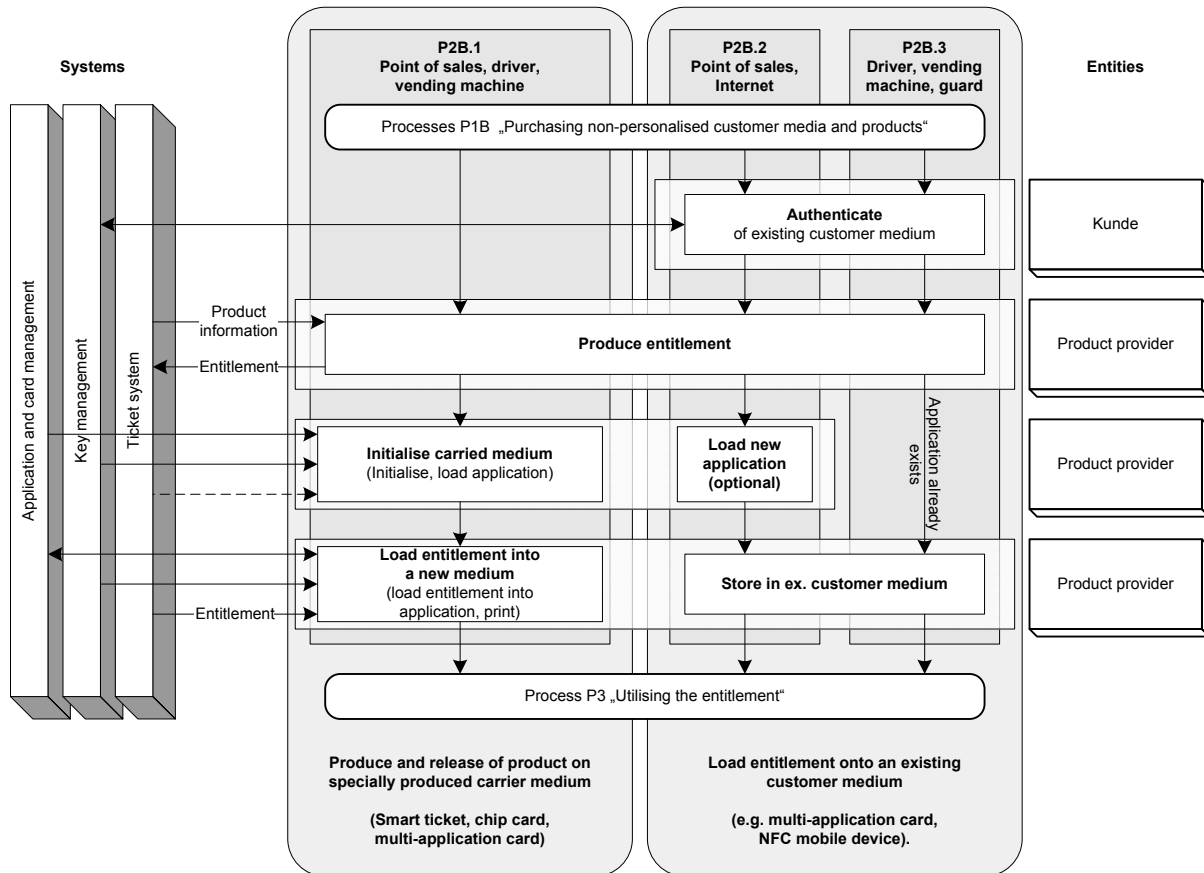 Systems
P2B.1
Point of sales, driver,
vending machine
P2B.2
Point of sales,
Internet
P2B.3
Driver, vending
machine, guard
Entities
Processes P1B „Purchasing non-personalised customer media and products“
Authenticate
of existing customer medium
Kunde
Application and card management
Key management
Ticket system
Product
information
Entitlement
Produce entitlement
Product provider
Initialise carried medium
(Initialise, load application)
Load new
application
(optional)
Application already
exists
Product provider
Load entitlement into
a new medium
(load entitlement into
application, print)
Entitlement
Store in ex. customer medium
Product provider
Process P3 „Utilising the entitlement“
Produce and release of product on
specially produced carrier medium
(Smart ticket, chip card,
multi-application card)
Load entitlement onto an existing
customer medium
(e.g. multi-application card,
NFC mobile device).